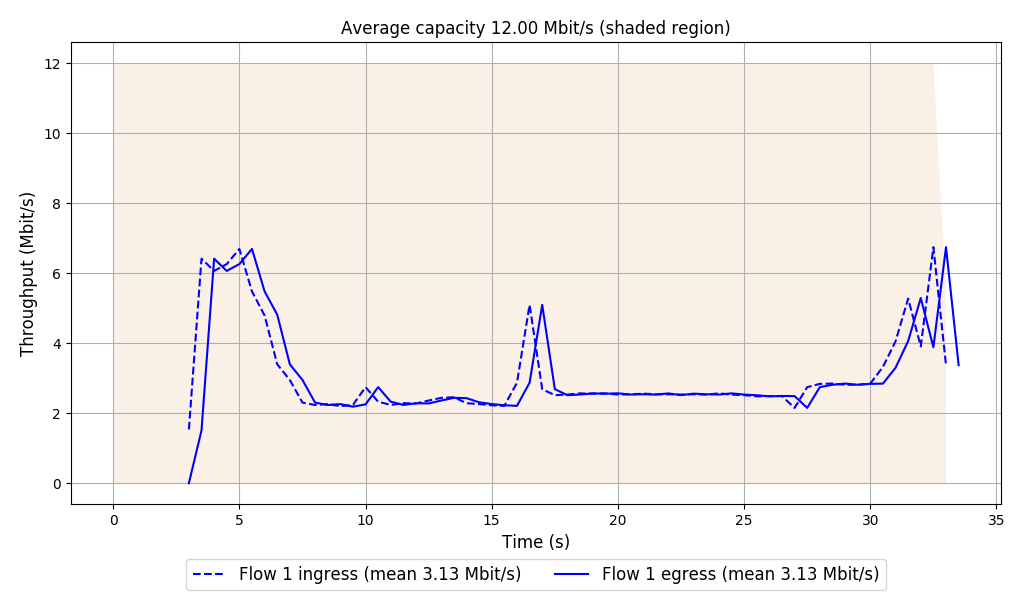 Average capacity 12.00 Mbit/s (shaded region)
Throughput (Mbit/s)
12
10
8
6
4
2
0
0 5 10 15 20 25 30 35
Time (s)
Flow 1 ingress (mean 3.13 Mbit/s) Flow 1 egress (mean 3.13 Mbit/s)